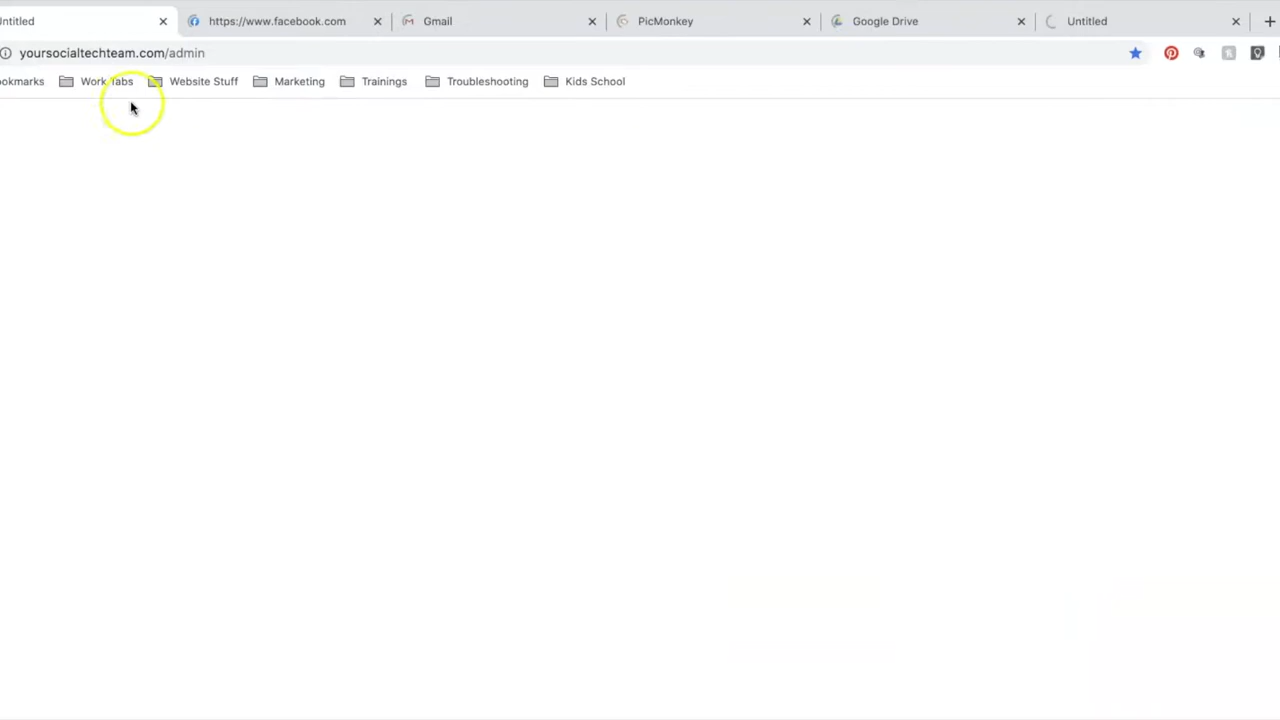 Untitled https://www.facebook.com Gmail PicMonkey Google Drive Untitled
yoursocialtechteam.com/admin
ookmarks Work Tabs Website Stuff Marketing Trainings Troubleshooting Kids School